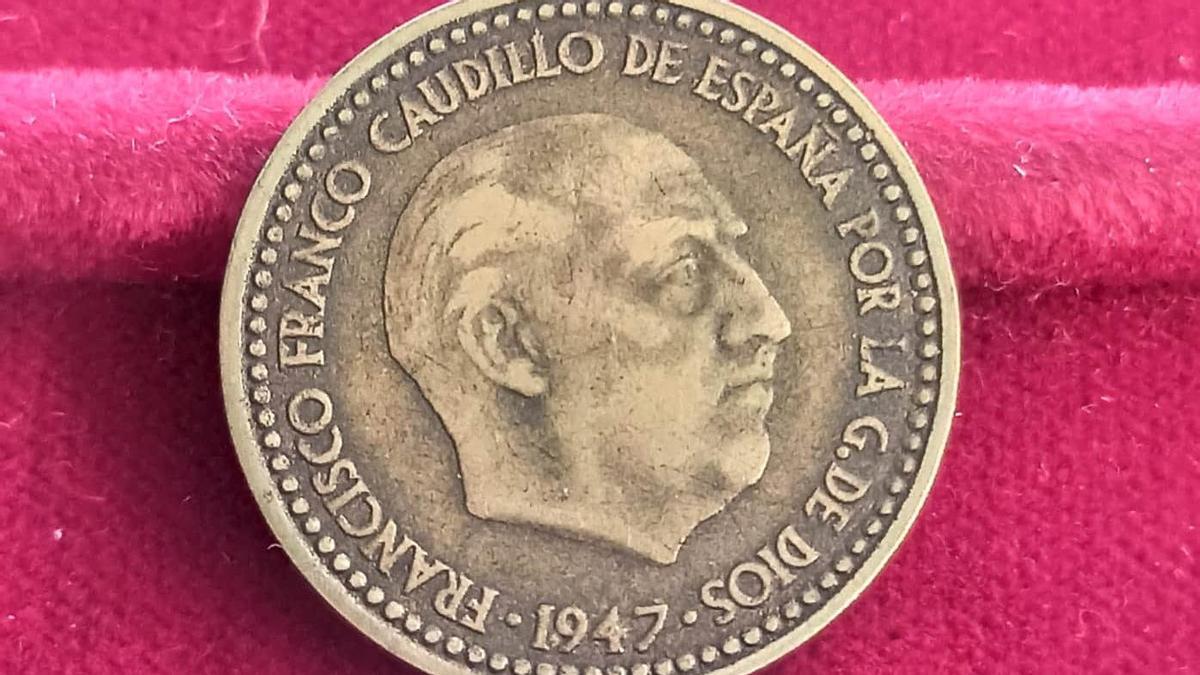 FRANCISCO FRANCO CAUDILLO DE ESPAÑA POR LA G. DE DIOS
· 1947 ·